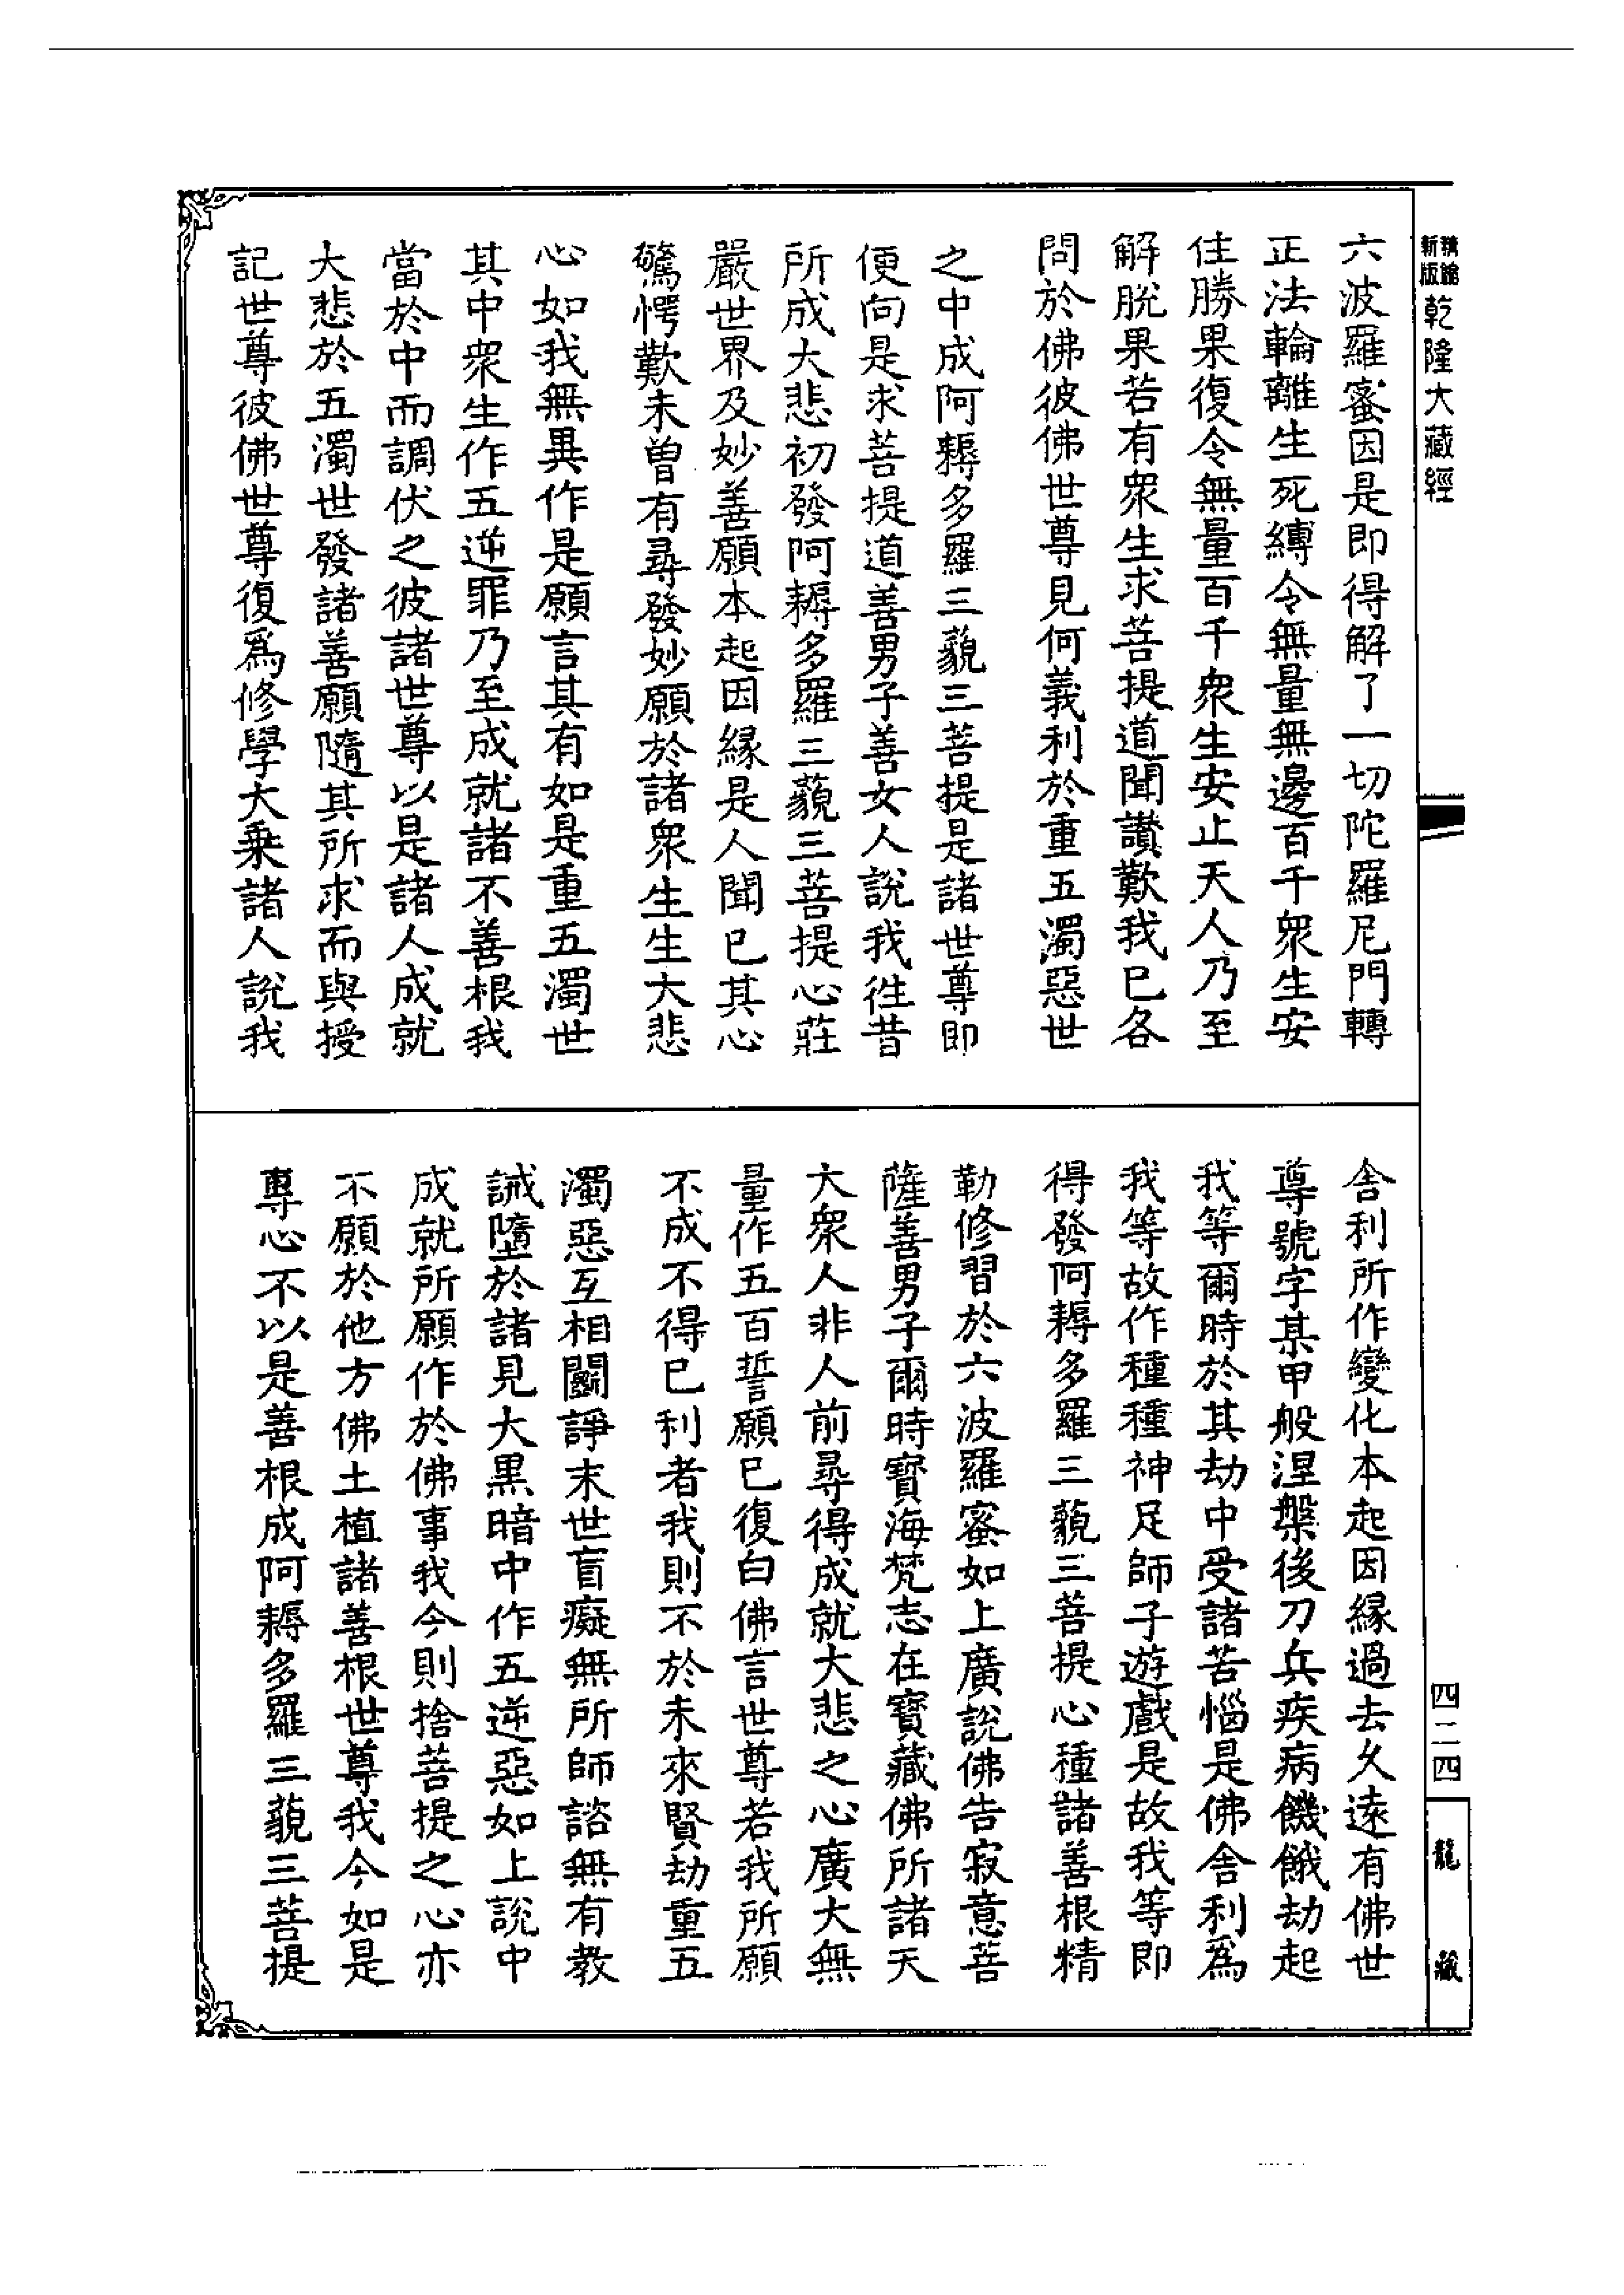 新版
乾隆大藏經
六波羅蜜因是即得解了一切陀羅尼門轉
正法輪離生死縛令無量無邊百千衆生安
住勝果復令無量百千衆生安止天人乃至
解脫果若有衆生求菩提道聞讃歎我已各
問於佛彼佛世尊見何義利於重五濁惡世
之中成阿耨多羅三藐三菩提是諸世尊即
便向是求菩提道善男子善女人說我徃昔
所成大悲初發阿耨多羅三藐三菩提心莊
嚴世界及妙善願本起因緣是人聞已其心
驚愕歎未曾有尋發妙願於諸衆生生大悲
心如我無異作是願言其有如是重五濁世
其中衆生作五逆罪乃至成就諸不善根我
當於中而調伏之彼諸世尊以是諸人成就
大悲於五濁世發諸善願隨其所求而與授
記世尊彼佛世尊復爲修學大乗諸人說我
舍利所作變化本起因緣過去乆遠有佛世
尊號字某甲般涅槃後刀兵疾病饑餓劫起
我等爾時於其劫中受諸苦惱是佛舍利爲
我等故作種種神足師子遊戲是故我等即
得發阿耨多羅三藐三菩提心種諸善根精
勤修習於六波羅蜜如上廣說佛告寂意菩
薩善男子爾時寶海梵志在寶藏佛所諸天
大衆人非人前尋得成就大悲之心廣大無
量作五百誓願已復白佛言世尊若我所願
不成不得已利者我則不於未來賢劫重五
濁惡互相鬭諍末世盲癡無所師諮無有教
誡墮於諸見大黑暗中作五逆惡如上說中
成就所願作於佛事我今則捨菩提之心亦
不願於他方佛土植諸善根世尊我今如是
專心不以是善根成阿耨多羅三藐三菩提
四二四
龍藏